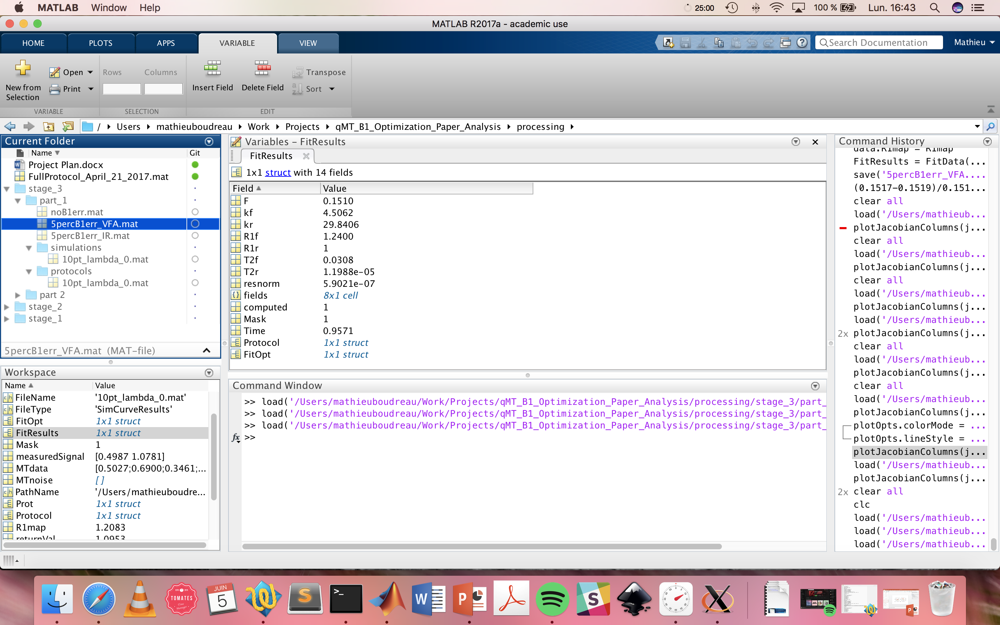 MATLAB Window Help 25:00 100 % Lun. 16:43
MATLAB R2017a - academic use
HOME PLOTS APPS VARIABLE VIEW Search Documentation Mathieu
New from Selection
Open
Print
Rows Columns
Insert Field
Delete Field
Transpose
Sort
VARIABLE SELECTION EDIT
/ Users mathieuboudreau Work Projects qMT_B1_Optimization_Paper_Analysis processing
Current Folder
Name Git
Project Plan.docx
FullProtocol_April_21_2017.mat
stage_3
part_1
noB1err.mat
5percB1err_VFA.mat
5percB1err_IR.mat
simulations
10pt_lambda_0.mat
protocols
10pt_lambda_0.mat
part 2
stage_2
stage_1
5percB1err_VFA.mat (MAT-file)
Workspace
Name Value
FileName '10pt_lambda_0.mat'
FileType 'SimCurveResults'
FitOpt 1x1 struct
FitResults 1x1 struct
Mask 1
measuredSignal [0.4987 1.0781]
MTdata [0.5027;0.6900;0.3461;...
MTnoise []
PathName '/Users/mathieuboudre...
Prot 1x1 struct
Protocol 1x1 struct
R1map 1.2083
returnVal 1.0953
Variables - FitResults
FitResults
1x1 struct with 14 fields
Field Value
F 0.1510
kf 4.5062
kr 29.8406
R1f 1.2400
R1r 1
T2f 0.0308
T2r 1.1988e-05
resnorm 5.9021e-07
fields 8x1 cell
computed 1
Mask 1
Time 0.9571
Protocol 1x1 struct
FitOpt 1x1 struct
Command Window
>> load('/Users/mathieuboudreau/Work/Projects/qMT_B1_Optimization_Paper_Analysis/processing/stage_3/part_
>> load('/Users/mathieuboudreau/Work/Projects/qMT_B1_Optimization_Paper_Analysis/processing/stage_3/part_
>> load('/Users/mathieuboudreau/Work/Projects/qMT_B1_Optimization_Paper_Analysis/processing/stage_3/part_
fx >>
Command History
data.R1map = R1map
FitResults = FitData(...
save('5percB1err_VFA....
(0.1517-0.1519)/0.151...
clear all
load('/Users/mathieub...
plotJacobianColumns(j...
clear all
load('/Users/mathieub...
plotJacobianColumns(j...
clear all
load('/Users/mathieub...
plotJacobianColumns(j...
load('/Users/mathieub...
2x plotJacobianColumns(j...
clear all
load('/Users/mathieub...
plotJacobianColumns(j...
clear all
load('/Users/mathieub...
plotJacobianColumns(j...
plotOpts.colorMode = ...
plotOpts.lineStyle = ...
plotJacobianColumns(j...
load('/Users/mathieub...
plotJacobianColumns(j...
2x clear all
clc
load('/Users/mathieub...
load('/Users/mathieub...
load('/Users/mathieub...
TOMATES
JUIN
5